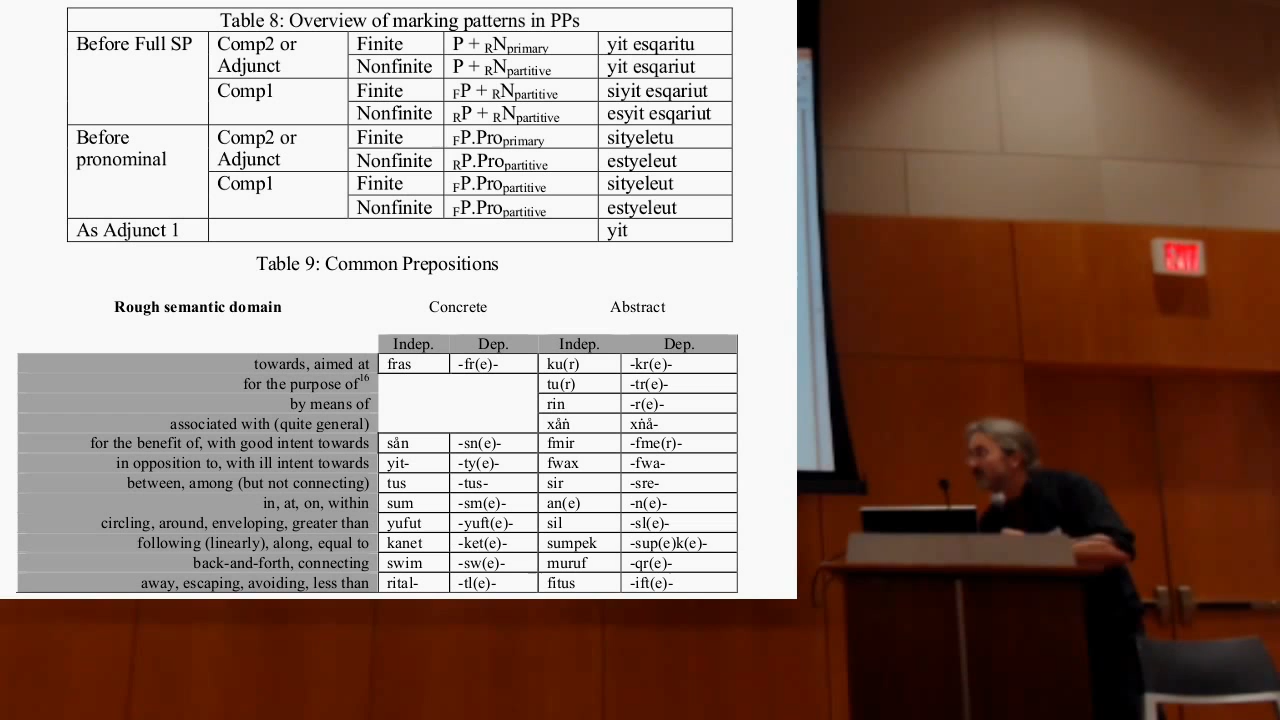 Table 8: Overview of marking patterns in PPs
Before Full SP Comp2 or Adjunct Finite P + RNprimary yit esqaritu
Nonfinite P + RNpartitive yit esqariut
Comp1 Finite FP + RNpartitive siyit esqariut
Nonfinite RP + RNpartitive esyit esqariut
Before pronominal Comp2 or Adjunct Finite FP.Proprimary sityeletu
Nonfinite RP.Propartitive estyeleut
Comp1 Finite FP.Propartitive sityeleut
Nonfinite FP.Propartitive estyeleut
As Adjunct 1 yit
Table 9: Common Prepositions
Rough semantic domain Concrete Abstract
Indep. Dep. Indep. Dep.
towards, aimed at fras -fr(e)- ku(r) -kr(e)-
for the purpose of16 tu(r) -tr(e)-
by means of rin -r(e)-
associated with (quite general) xåṅ xṅå-
for the benefit of, with good intent towards sån -sn(e)- fmir -fme(r)-
in opposition to, with ill intent towards yit- -ty(e)- fwax -fwa-
between, among (but not connecting) tus -tus- sir -sre-
in, at, on, within sum -sm(e)- an(e) -n(e)-
circling, around, enveloping, greater than yufut -yuft(e)- sil -sl(e)-
following (linearly), along, equal to kanet -ket(e)- sumpek -sup(e)k(e)-
back-and-forth, connecting swim -sw(e)- muruf -qr(e)-
away, escaping, avoiding, less than rital- -tl(e)- fitus -ift(e)-
EXIT